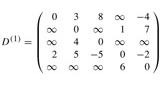 D(1) =
0 3 8 ∞ −4
∞ 0 ∞ 1 7
∞ 4 0 ∞ ∞
2 5 −5 0 −2
∞ ∞ ∞ 6 0